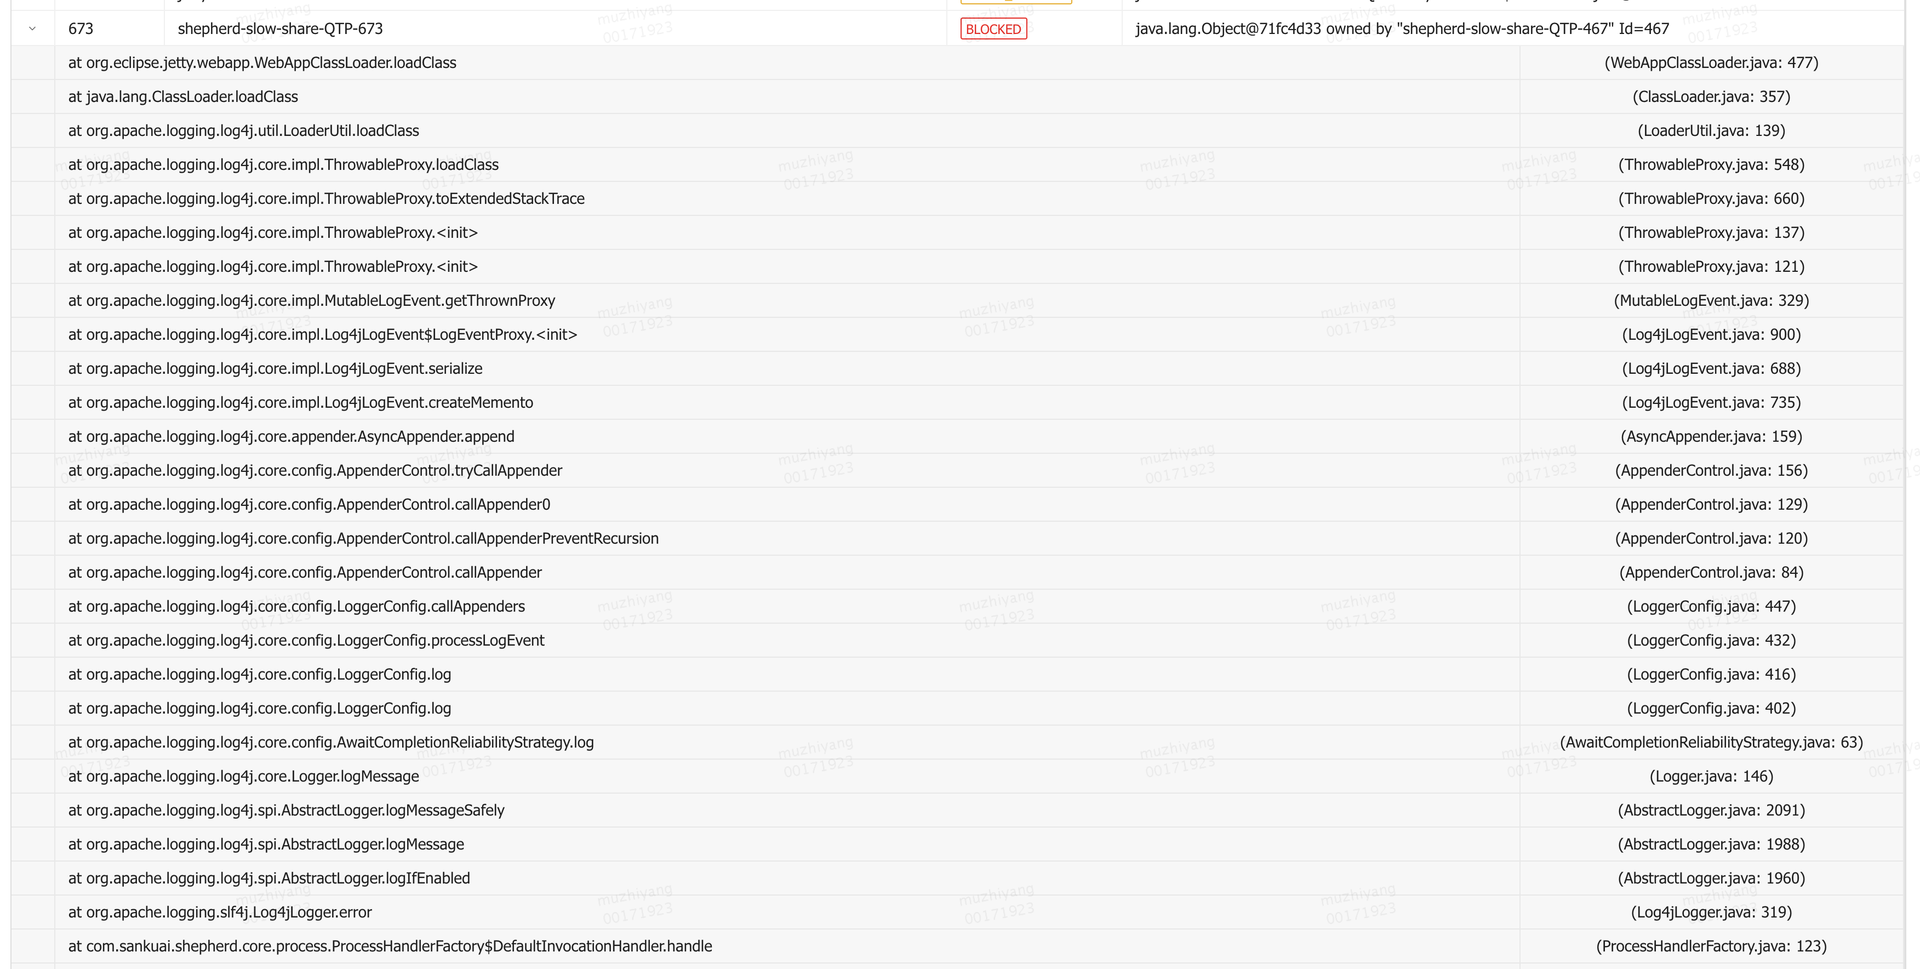 673 shepherd-slow-share-QTP-673 BLOCKED java.lang.Object@71fc4d33 owned by "shepherd-slow-share-QTP-467" Id=467
at org.eclipse.jetty.webapp.WebAppClassLoader.loadClass (WebAppClassLoader.java: 477)
at java.lang.ClassLoader.loadClass (ClassLoader.java: 357)
at org.apache.logging.log4j.util.LoaderUtil.loadClass (LoaderUtil.java: 139)
at org.apache.logging.log4j.core.impl.ThrowableProxy.loadClass (ThrowableProxy.java: 548)
at org.apache.logging.log4j.core.impl.ThrowableProxy.toExtendedStackTrace (ThrowableProxy.java: 660)
at org.apache.logging.log4j.core.impl.ThrowableProxy.<init> (ThrowableProxy.java: 137)
at org.apache.logging.log4j.core.impl.ThrowableProxy.<init> (ThrowableProxy.java: 121)
at org.apache.logging.log4j.core.impl.MutableLogEvent.getThrownProxy (MutableLogEvent.java: 329)
at org.apache.logging.log4j.core.impl.Log4jLogEvent$LogEventProxy.<init> (Log4jLogEvent.java: 900)
at org.apache.logging.log4j.core.impl.Log4jLogEvent.serialize (Log4jLogEvent.java: 688)
at org.apache.logging.log4j.core.impl.Log4jLogEvent.createMemento (Log4jLogEvent.java: 735)
at org.apache.logging.log4j.core.appender.AsyncAppender.append (AsyncAppender.java: 159)
at org.apache.logging.log4j.core.config.AppenderControl.tryCallAppender (AppenderControl.java: 156)
at org.apache.logging.log4j.core.config.AppenderControl.callAppender0 (AppenderControl.java: 129)
at org.apache.logging.log4j.core.config.AppenderControl.callAppenderPreventRecursion (AppenderControl.java: 120)
at org.apache.logging.log4j.core.config.AppenderControl.callAppender (AppenderControl.java: 84)
at org.apache.logging.log4j.core.config.LoggerConfig.callAppenders (LoggerConfig.java: 447)
at org.apache.logging.log4j.core.config.LoggerConfig.processLogEvent (LoggerConfig.java: 432)
at org.apache.logging.log4j.core.config.LoggerConfig.log (LoggerConfig.java: 416)
at org.apache.logging.log4j.core.config.LoggerConfig.log (LoggerConfig.java: 402)
at org.apache.logging.log4j.core.config.AwaitCompletionReliabilityStrategy.log (AwaitCompletionReliabilityStrategy.java: 63)
at org.apache.logging.log4j.core.Logger.logMessage (Logger.java: 146)
at org.apache.logging.log4j.spi.AbstractLogger.logMessageSafely (AbstractLogger.java: 2091)
at org.apache.logging.log4j.spi.AbstractLogger.logMessage (AbstractLogger.java: 1988)
at org.apache.logging.log4j.spi.AbstractLogger.logIfEnabled (AbstractLogger.java: 1960)
at org.apache.logging.slf4j.Log4jLogger.error (Log4jLogger.java: 319)
at com.sankuai.shepherd.core.process.ProcessHandlerFactory$DefaultInvocationHandler.handle (ProcessHandlerFactory.java: 123)
muzhiyang
00171923